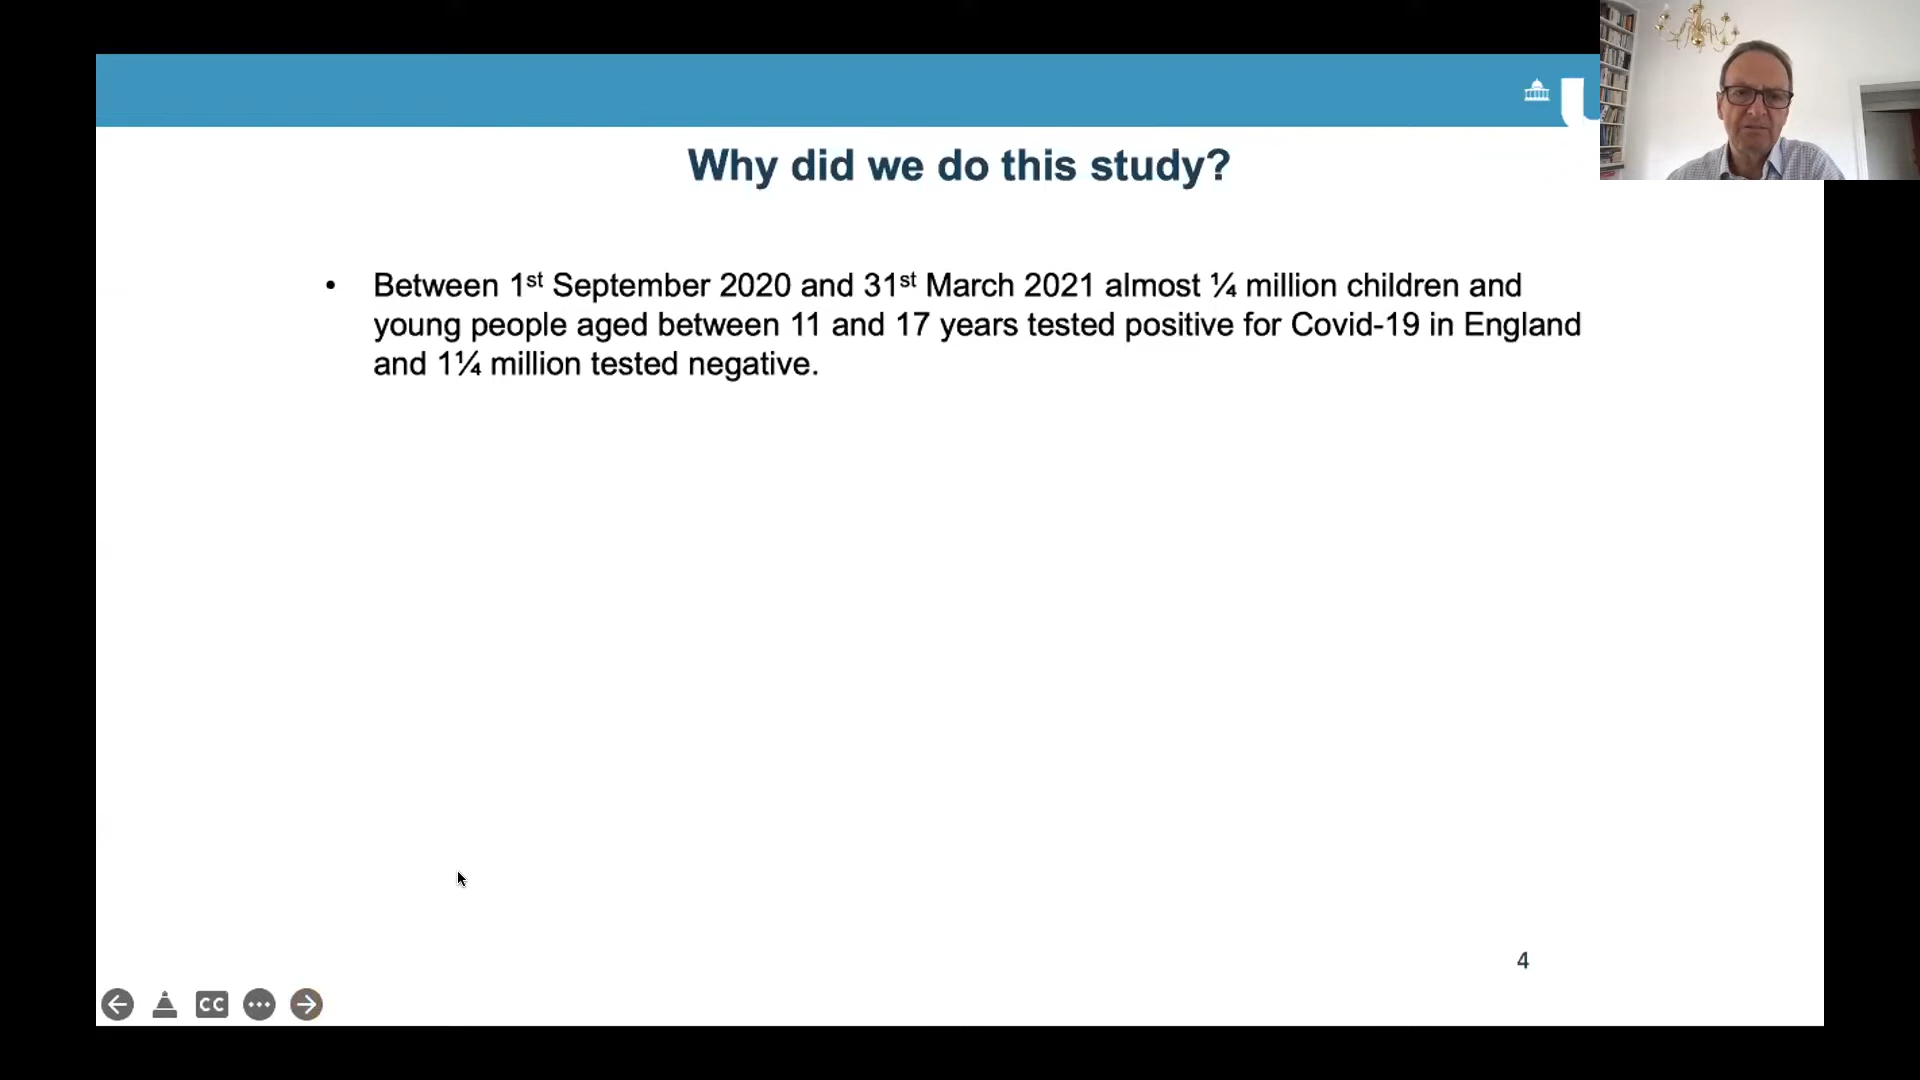 Why did we do this study?
• Between 1st September 2020 and 31st March 2021 almost ¼ million children and
young people aged between 11 and 17 years tested positive for Covid-19 in England
and 1¼ million tested negative.
4
CC